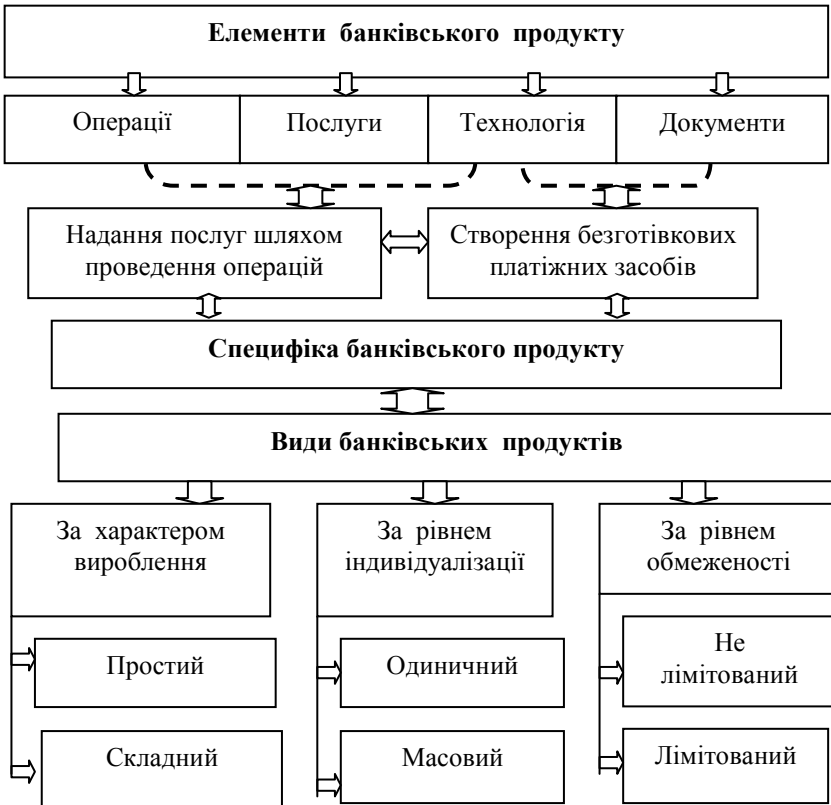 Елементи банківського продукту
Операції Послуги Технологія Документи
Надання послуг шляхом
проведення операцій
Створення безготівкових
платіжних засобів
Специфіка банківського продукту
Види банківських продуктів
За характером
вироблення
За рівнем
індивідуалізації
За рівнем
обмеженості
Простий
Одиничний
Не
лімітований
Складний
Масовий
Лімітований